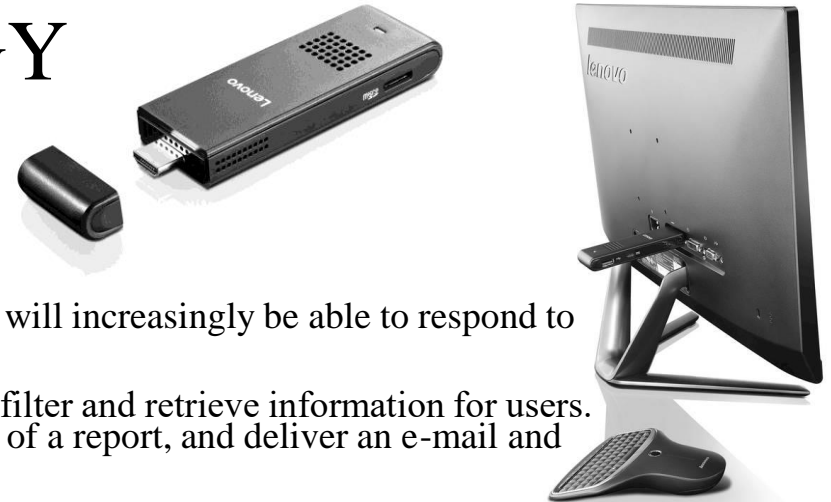 Y
Lenovo
lenovo
will increasingly be able to respond to
filter and retrieve information for users.
of a report, and deliver an e-mail and